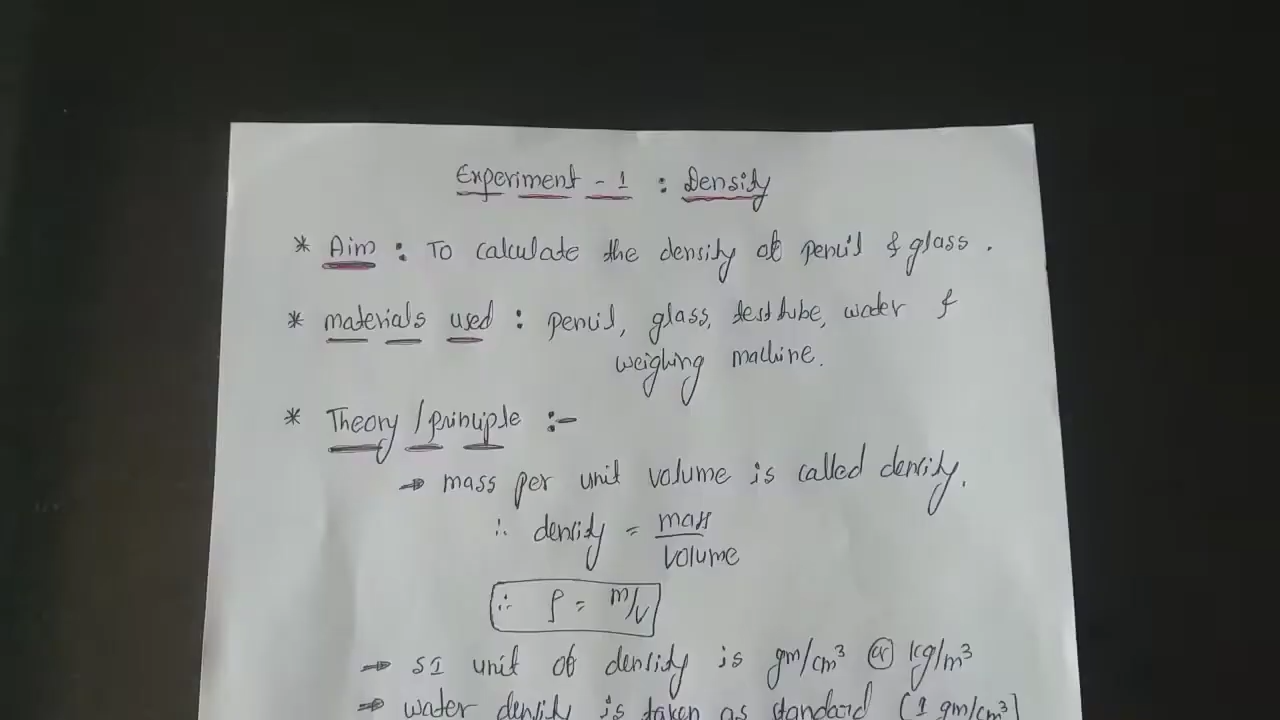 Experiment - 1 : Density
* Aim : To calculate the density of pencil & glass .
* materials used : pencil, glass, test tube, water &
weighing machine.
* Theory / principle :-
→ mass per unit volume is called density.
∴ density = mass
volume
∴ ρ = m/v
→ SI unit of density is gm/cm³ or kg/m³
→ water density is taken as standard (1 gm/cm³)